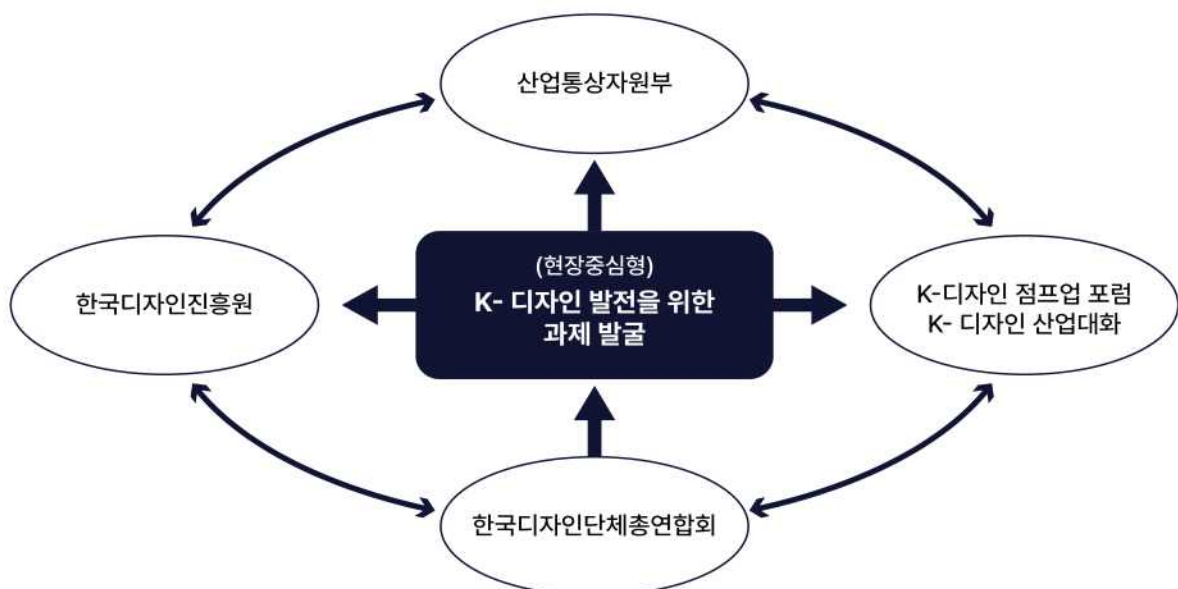 산업통상자원부
한국디자인진흥원
(현장중심형)
K- 디자인 발전을 위한
과제 발굴
K-디자인 점프업 포럼
K- 디자인 산업대화
한국디자인단체총연합회